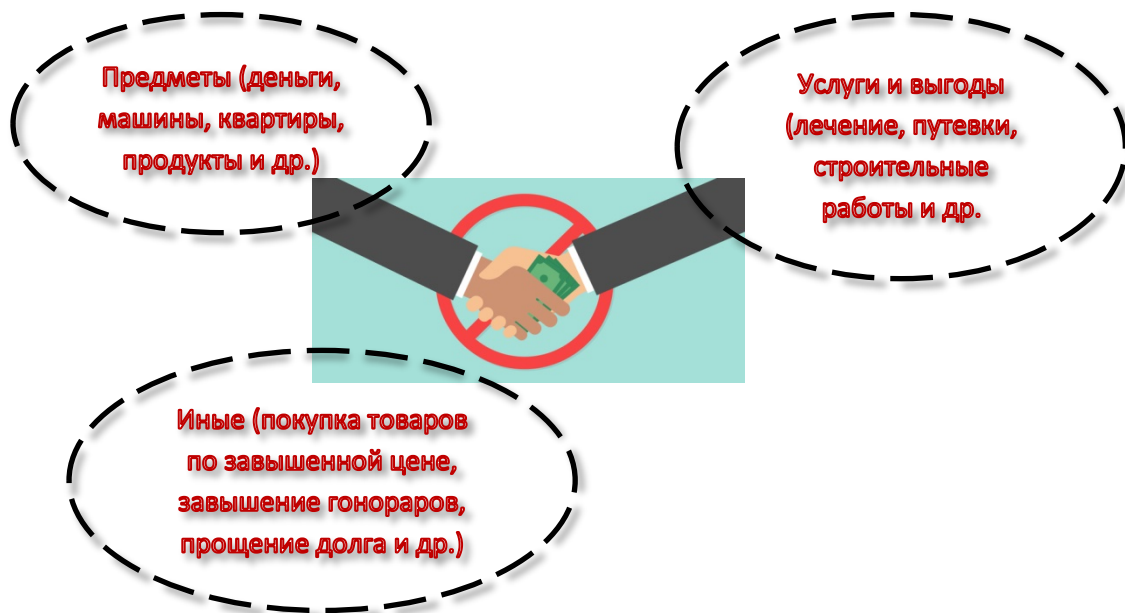 Предметы (деньги,
машины, квартиры,
продукты и др.)
Услуги и выгоды
(лечение, путевки,
строительные
работы и др.
Иные (покупка товаров
по завышенной цене,
завышение гонораров,
прощение долга и др.)